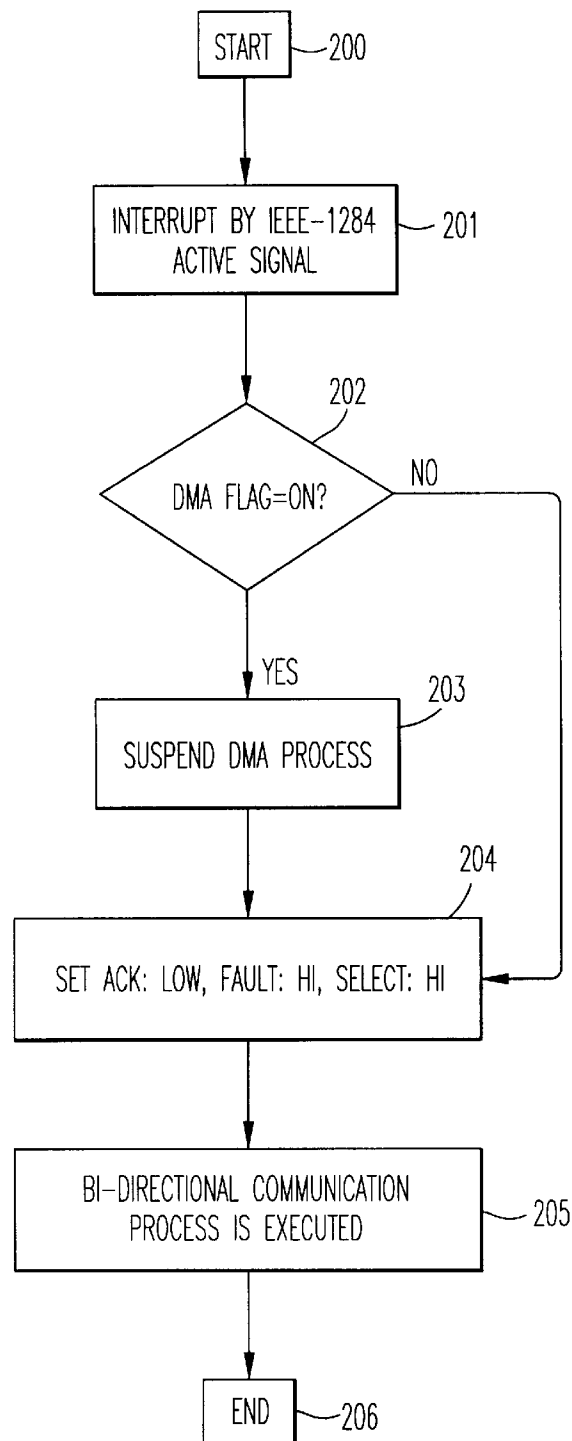 START
200
INTERRUPT BY IEEE-1284
ACTIVE SIGNAL
201
202
DMA FLAG=ON?
NO
YES
203
SUSPEND DMA PROCESS
204
SET ACK: LOW, FAULT: HI, SELECT: HI
BI-DIRECTIONAL COMMUNICATION
PROCESS IS EXECUTED
205
END
206